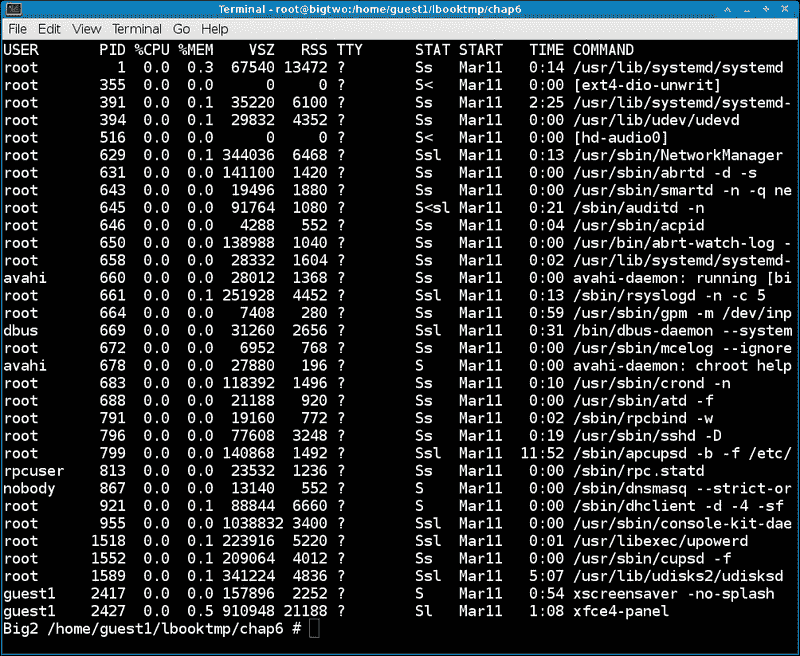 Terminal - root@bigtwo:/home/guest1/lbooktmp/chap6
File Edit View Terminal Go Help
USER PID %CPU %MEM VSZ RSS TTY STAT START TIME COMMAND
root 1 0.0 0.3 67540 13472 ? Ss Mar11 0:14 /usr/lib/systemd/systemd
root 355 0.0 0.0 0 0 ? S< Mar11 0:00 [ext4-dio-unwrit]
root 391 0.0 0.1 35220 6100 ? Ss Mar11 2:25 /usr/lib/systemd/systemd-
root 394 0.0 0.1 29832 4352 ? Ss Mar11 0:00 /usr/lib/udev/udevd
root 516 0.0 0.0 0 0 ? S< Mar11 0:00 [hd-audio0]
root 629 0.0 0.1 344036 6468 ? Ssl Mar11 0:13 /usr/sbin/NetworkManager
root 631 0.0 0.0 141100 1420 ? Ss Mar11 0:00 /usr/sbin/abrtd -d -s
root 643 0.0 0.0 19496 1880 ? Ss Mar11 0:00 /usr/sbin/smartd -n -q ne
root 645 0.0 0.0 91764 1080 ? S<sl Mar11 0:21 /sbin/auditd -n
root 646 0.0 0.0 4288 552 ? Ss Mar11 0:04 /usr/sbin/acpid
root 650 0.0 0.0 138988 1040 ? Ss Mar11 0:00 /usr/bin/abrt-watch-log -
root 658 0.0 0.0 28332 1604 ? Ss Mar11 0:02 /usr/lib/systemd/systemd-
avahi 660 0.0 0.0 28012 1368 ? Ss Mar11 0:00 avahi-daemon: running [bi
root 661 0.0 0.1 251928 4452 ? Ssl Mar11 0:13 /sbin/rsyslogd -n -c 5
root 664 0.0 0.0 7408 280 ? Ss Mar11 0:59 /usr/sbin/gpm -m /dev/inp
dbus 669 0.0 0.0 31260 2656 ? Ssl Mar11 0:31 /bin/dbus-daemon --system
root 672 0.0 0.0 6952 768 ? Ss Mar11 0:00 /usr/sbin/mcelog --ignore
avahi 678 0.0 0.0 27880 196 ? S Mar11 0:00 avahi-daemon: chroot help
root 683 0.0 0.0 118392 1496 ? Ss Mar11 0:10 /usr/sbin/crond -n
root 688 0.0 0.0 21188 920 ? Ss Mar11 0:00 /usr/sbin/atd -f
root 791 0.0 0.0 19160 772 ? Ss Mar11 0:02 /sbin/rpcbind -w
root 796 0.0 0.0 77608 3248 ? Ss Mar11 0:19 /usr/sbin/sshd -D
root 799 0.0 0.0 140868 1492 ? Ssl Mar11 11:52 /sbin/apcupsd -b -f /etc/
rpcuser 813 0.0 0.0 23532 1236 ? Ss Mar11 0:00 /sbin/rpc.statd
nobody 867 0.0 0.0 13140 552 ? S Mar11 0:00 /sbin/dnsmasq --strict-or
root 921 0.0 0.1 88844 6660 ? S Mar11 0:00 /sbin/dhclient -d -4 -sf
root 955 0.0 0.0 1038832 3400 ? Ssl Mar11 0:00 /usr/sbin/console-kit-dae
root 1518 0.0 0.1 223916 5220 ? Ssl Mar11 0:01 /usr/libexec/upowerd
root 1552 0.0 0.1 209064 4012 ? Ss Mar11 0:00 /usr/sbin/cupsd -f
root 1589 0.0 0.1 341224 4836 ? Ssl Mar11 5:07 /usr/lib/udisks2/udisksd
guest1 2417 0.0 0.0 157896 2252 ? S Mar11 0:54 xscreensaver -no-splash
guest1 2427 0.0 0.5 910948 21188 ? Sl Mar11 1:08 xfce4-panel
Big2 /home/guest1/lbooktmp/chap6 #